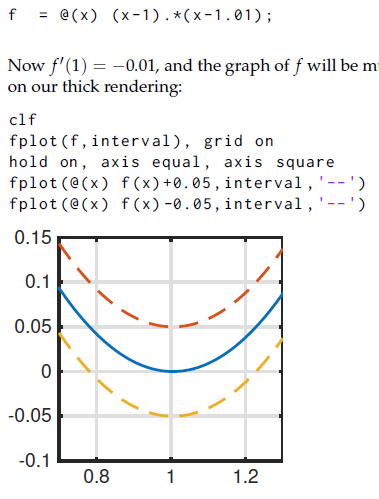 f = @(x) (x-1).*(x-1.01);
Now f′(1) = −0.01, and the graph of f will be
on our thick rendering:
clf
fplot(f,interval), grid on
hold on, axis equal, axis square
fplot(@(x) f(x)+0.05,interval,'--')
fplot(@(x) f(x)-0.05,interval,'--')
0.15
0.1
0.05
0
-0.05
-0.1
0.8 1 1.2